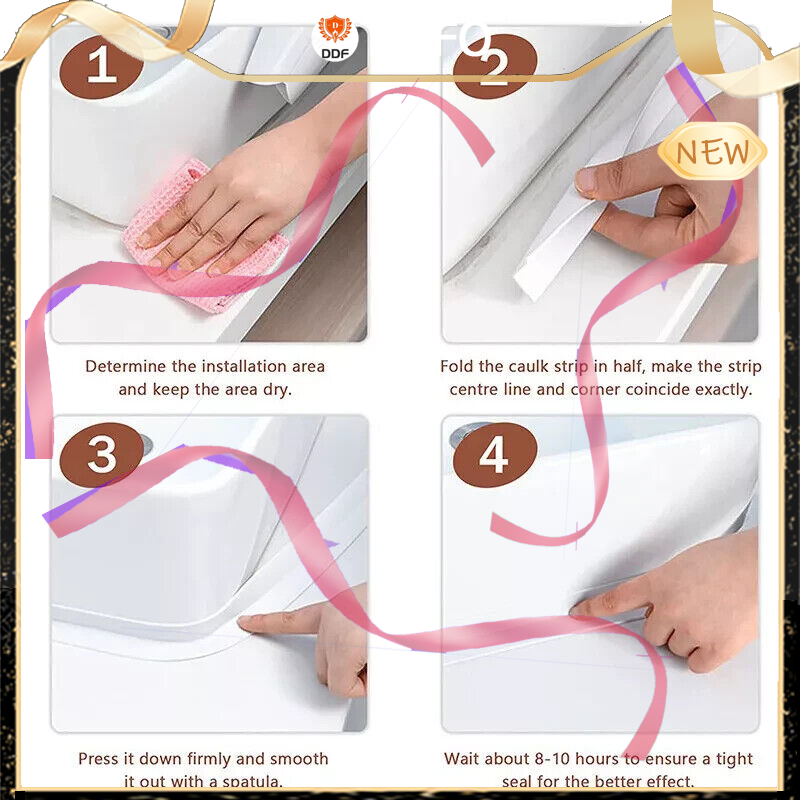 DDF
1
2
NEW
Determine the installation area
and keep the area dry.
Fold the caulk strip in half, make the strip
centre line and corner coincide exactly.
3
4
Press it down firmly and smooth
it out with a spatula.
Wait about 8-10 hours to ensure a tight
seal for the better effect.